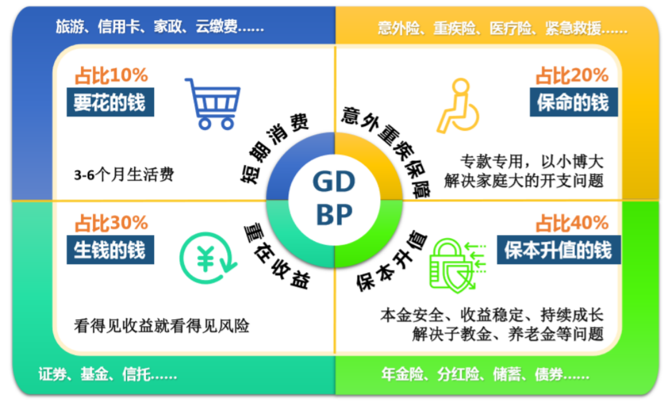 旅游、信用卡、家政、云缴费......
意外险、重疾险、医疗险、紧急救援......
占比10%
要花的钱
3-6个月生活费
短期消费
占比20%
保命的钱
专款专用，以小博大
解决家庭大的开支问题
意外重疾保障
GD
BP
占比30%
生钱的钱
¥
看得见收益就看得见风险
重在收益
占比40%
保本升值的钱
本金安全、收益稳定、持续成长
解决子教金、养老金等问题
保本升值
证券、基金、信托......
年金险、分红险、储蓄、债券......